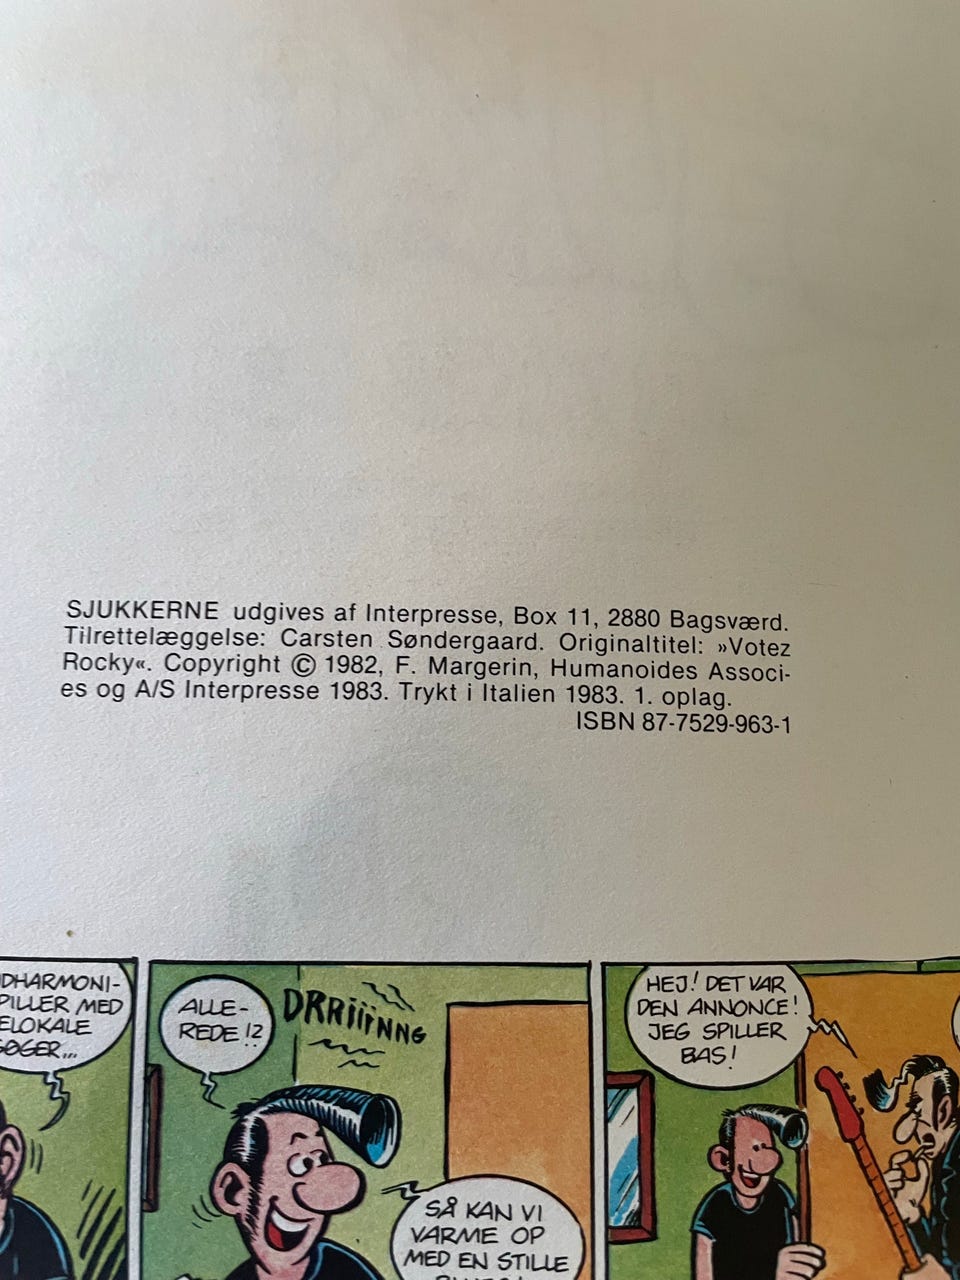 SJUKKERNE udgives af Interpresse, Box 11, 2880 Bagsværd.
Tilrettelæggelse: Carsten Søndergaard. Originaltitel: »Votez
Rocky«. Copyright © 1982, F. Margerin, Humanoides Associ-
es og A/S Interpresse 1983. Trykt i Italien 1983. 1. oplag.
ISBN 87-7529-963-1
DHARMONI-
PILLER MED
ELOKALE
SØGER...
ALLE-
REDE!?
DRRIIIRNNG
SÅ KAN VI
VARME OP
MED EN STILLE
HEJ! DET VAR
DEN ANNONCE!
JEG SPILLER
BAS!